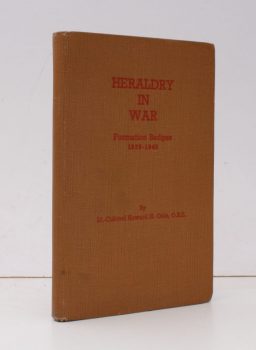 HERALDRY
IN
WAR
Formation Badges
1939-1945
By
Lt.-Colonel Howard N. Cole, O.B.E.